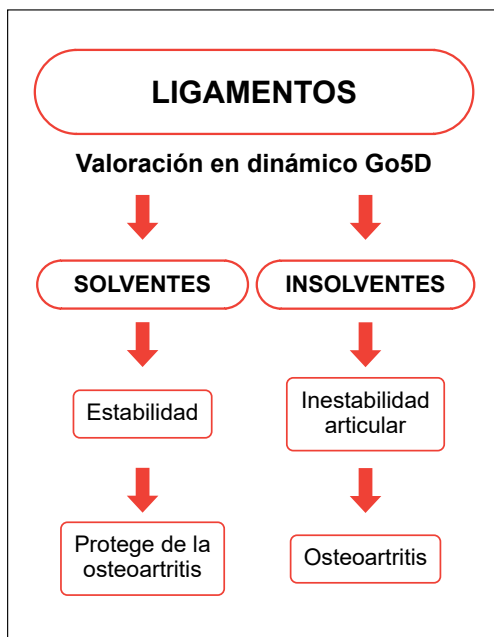 LIGAMENTOS
Valoración en dinámico Go5D
SOLVENTES
INSOLVENTES
Estabilidad
Inestabilidad
articular
Protege de la
osteoartritis
Osteoartritis